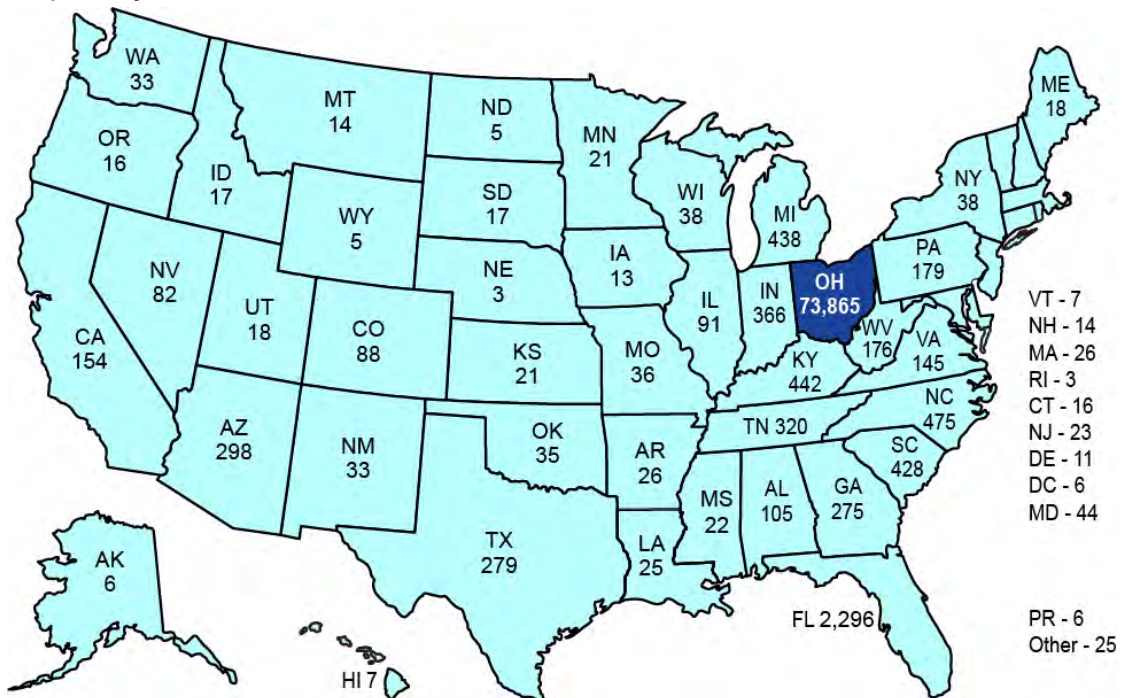 WA
33
OR
16
CA
154
NV
82
ID
17
MT
14
WY
5
UT
18
CO
88
AZ
298
NM
33
ND
5
SD
17
NE
3
KS
21
OK
35
TX
279
MN
21
IA
13
MO
36
AR
26
LA
25
WI
38
IL
91
MI
438
IN
366
OH
73,865
KY
442
TN 320
MS
22
AL
105
GA
275
FL 2,296
SC
428
NC
475
VA
145
WV
176
PA
179
NY
38
ME
18
VT - 7
NH - 14
MA - 26
RI - 3
CT - 16
NJ - 23
DE - 11
DC - 6
MD - 44
PR - 6
Other - 25
AK
6
HI 7